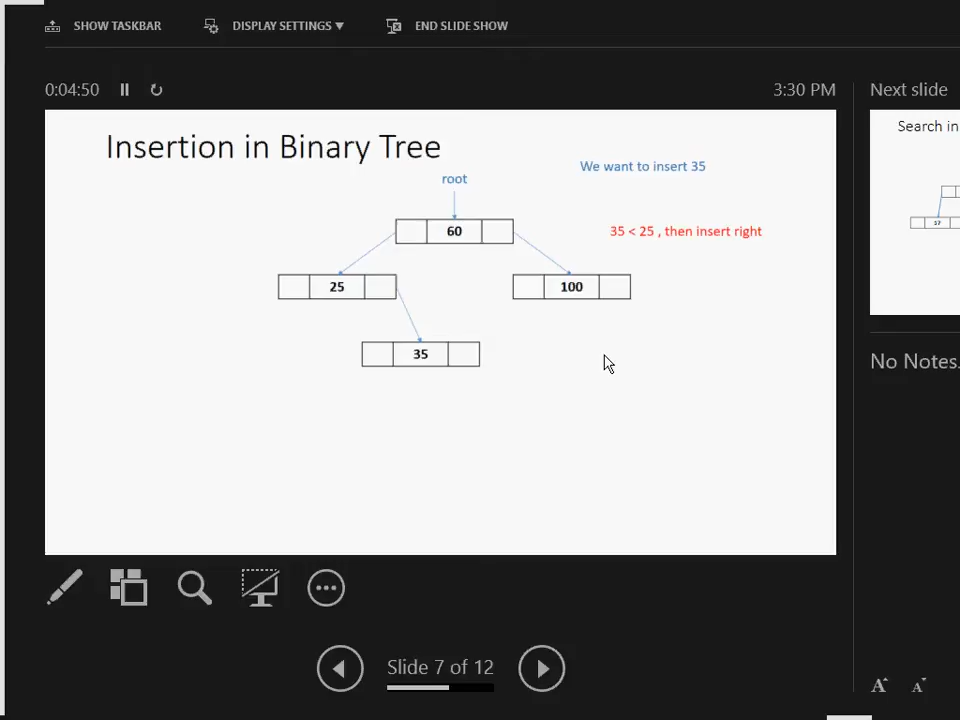 SHOW TASKBAR
DISPLAY SETTINGS ▼
END SLIDE SHOW
0:04:50
3:30 PM
Next slide
Insertion in Binary Tree
We want to insert 35
root
60
35 < 25 , then insert right
25
100
35
Search in
37
No Notes.
Slide 7 of 12
A
A